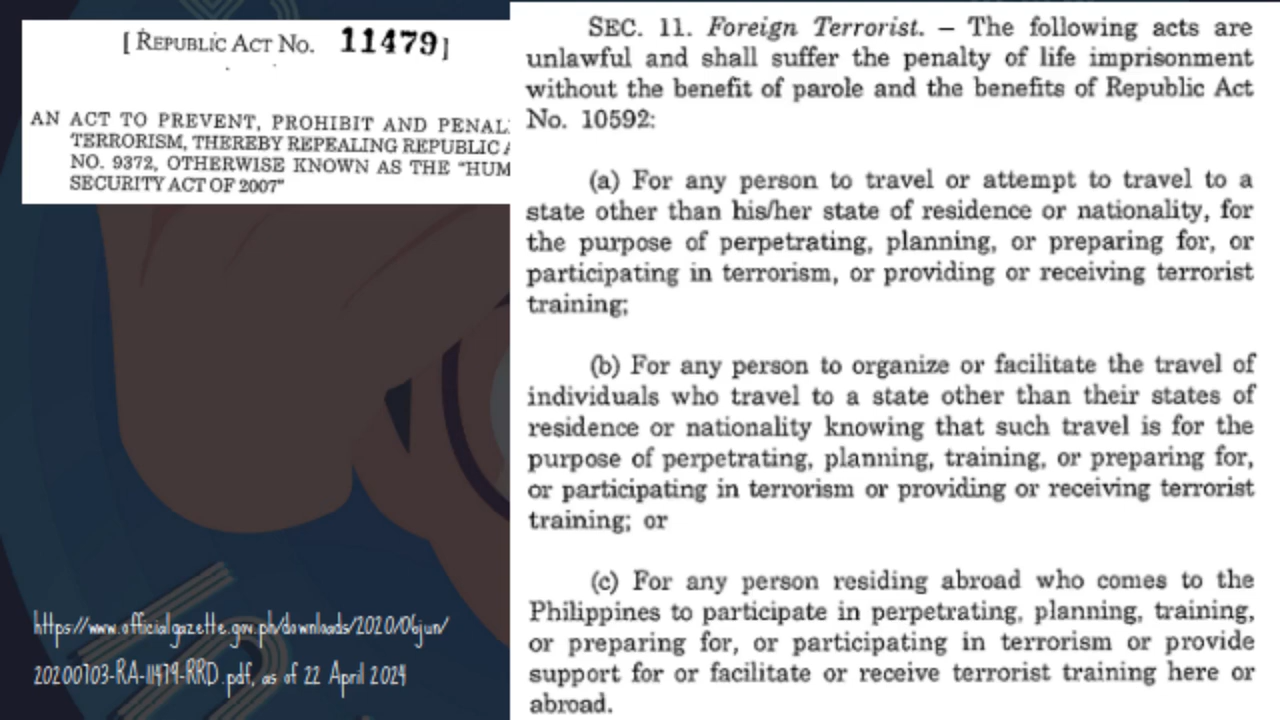 [ REPUBLIC ACT NO. 11479 ]
AN ACT TO PREVENT, PROHIBIT AND PENAL
TERRORISM, THEREBY REPEALING REPUBLIC
NO. 9372, OTHERWISE KNOWN AS THE "HUM
SECURITY ACT OF 2007"
SEC. 11. Foreign Terrorist. – The following acts are
unlawful and shall suffer the penalty of life imprisonment
without the benefit of parole and the benefits of Republic Act
No. 10592:
(a) For any person to travel or attempt to travel to a
state other than his/her state of residence or nationality, for
the purpose of perpetrating, planning, or preparing for, or
participating in terrorism, or providing or receiving terrorist
training;
(b) For any person to organize or facilitate the travel of
individuals who travel to a state other than their states of
residence or nationality knowing that such travel is for the
purpose of perpetrating, planning, training, or preparing for,
or participating in terrorism or providing or receiving terrorist
training; or
(c) For any person residing abroad who comes to the
Philippines to participate in perpetrating, planning, training,
or preparing for, or participating in terrorism or provide
support for or facilitate or receive terrorist training here or
abroad.
https://www.officialgazette.gov.ph/downloads/2020/06jun/
20200703-RA-11479-RRD.pdf, as of 22 April 2024